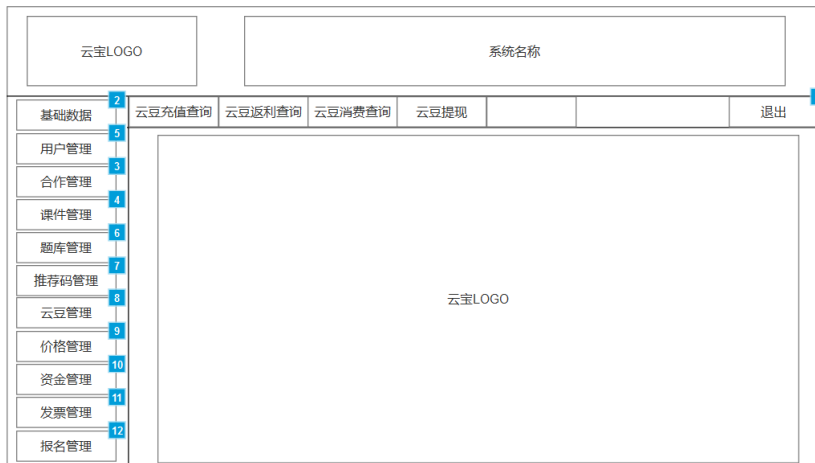 云宝LOGO
系统名称
2
基础数据
云豆充值查询 云豆返利查询 云豆消费查询 云豆提现 退出
5
用户管理
3
合作管理
4
课件管理
6
题库管理
7
推荐码管理
8
云豆管理
云宝LOGO
9
价格管理
10
资金管理
11
发票管理
12
报名管理